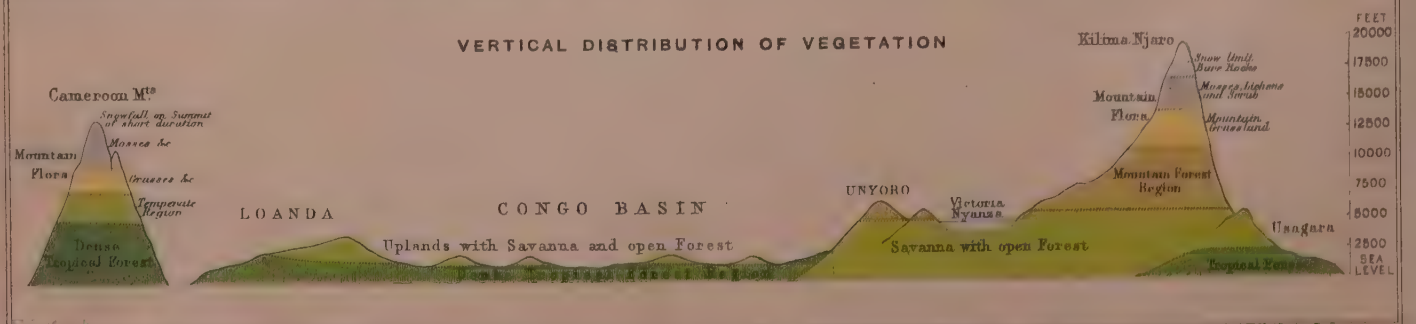 VERTICAL DISTRIBUTION OF VEGETATION
Cameroon Mts
Snowfall on Summit
of short duration
Mosses &c
Mountain
Flora
Grasses &c
Temperate
Region
Dense
Tropical Forest
LOANDA
CONGO BASIN
Uplands with Savanna and open Forest
Tropical Forest Region
UNYORO
Victoria
Nyanza
Savanna with open Forest
Kilima Njaro
Snow limit
Bare Rocks
Mosses, Lichens
and Scrub
Mountain
Flora
Mountain
Grassland
Mountain Forest
Region
Usagara
Tropical Forest
FEET
20000
17500
15000
12500
10000
7500
5000
2500
SEA
LEVEL